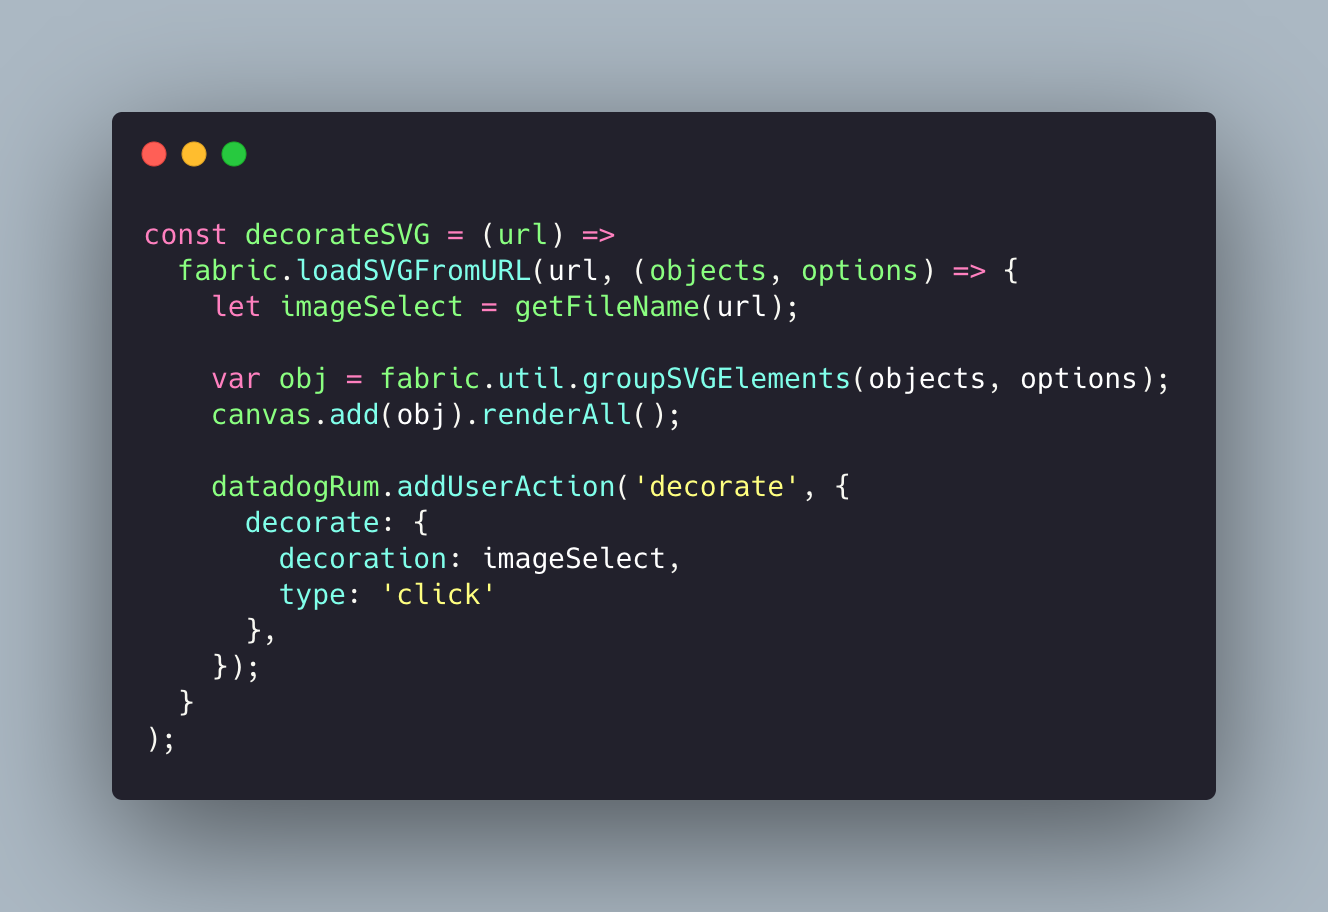 const decorateSVG = (url) =>
  fabric.loadSVGFromURL(url, (objects, options) => {
    let imageSelect = getFileName(url);

    var obj = fabric.util.groupSVGElements(objects, options);
    canvas.add(obj).renderAll();

    datadogRum.addUserAction('decorate', {
      decorate: {
        decoration: imageSelect,
        type: 'click'
      },
    });
  }
);